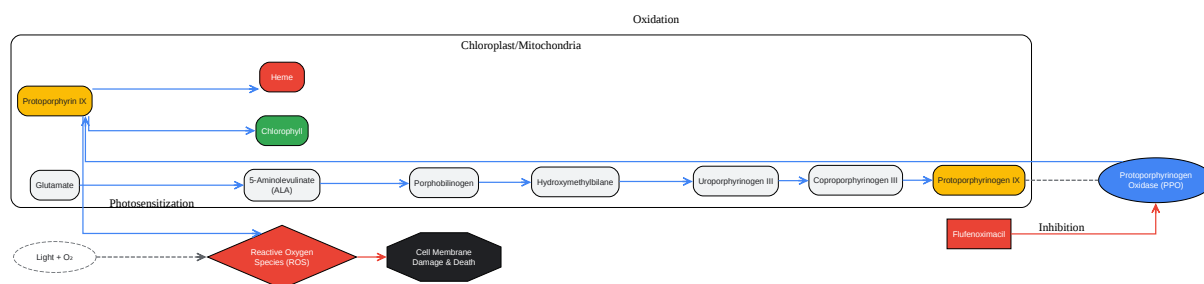 Oxidation
Chloroplast/Mitochondria
Heme
Protoporphyrin IX
Chlorophyll
Glutamate
5-Aminolevulinate
(ALA)
Porphobilinogen
Hydroxymethylbilane
Uroporphyrinogen III
Coproporphyrinogen III
Protoporphyrinogen IX
Protoporphyrinogen
Oxidase (PPO)
Photosensitization
Flufenoximacil
Inhibition
Light + O₂
Reactive Oxygen
Species (ROS)
Cell Membrane
Damage & Death